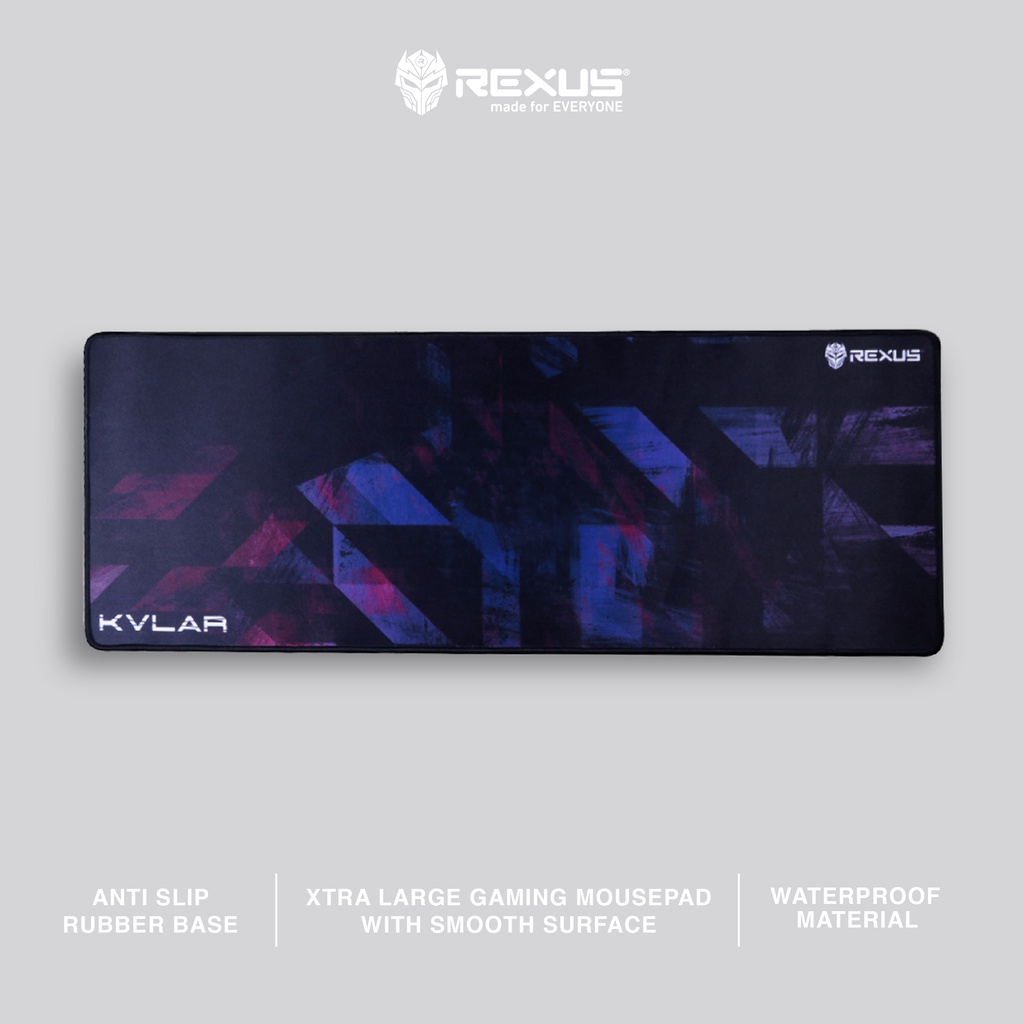 REXUS®
made for EVERYONE
REXUS
KVLAR
ANTI SLIP
RUBBER BASE
XTRA LARGE GAMING MOUSEPAD
WITH SMOOTH SURFACE
WATERPROOF
MATERIAL